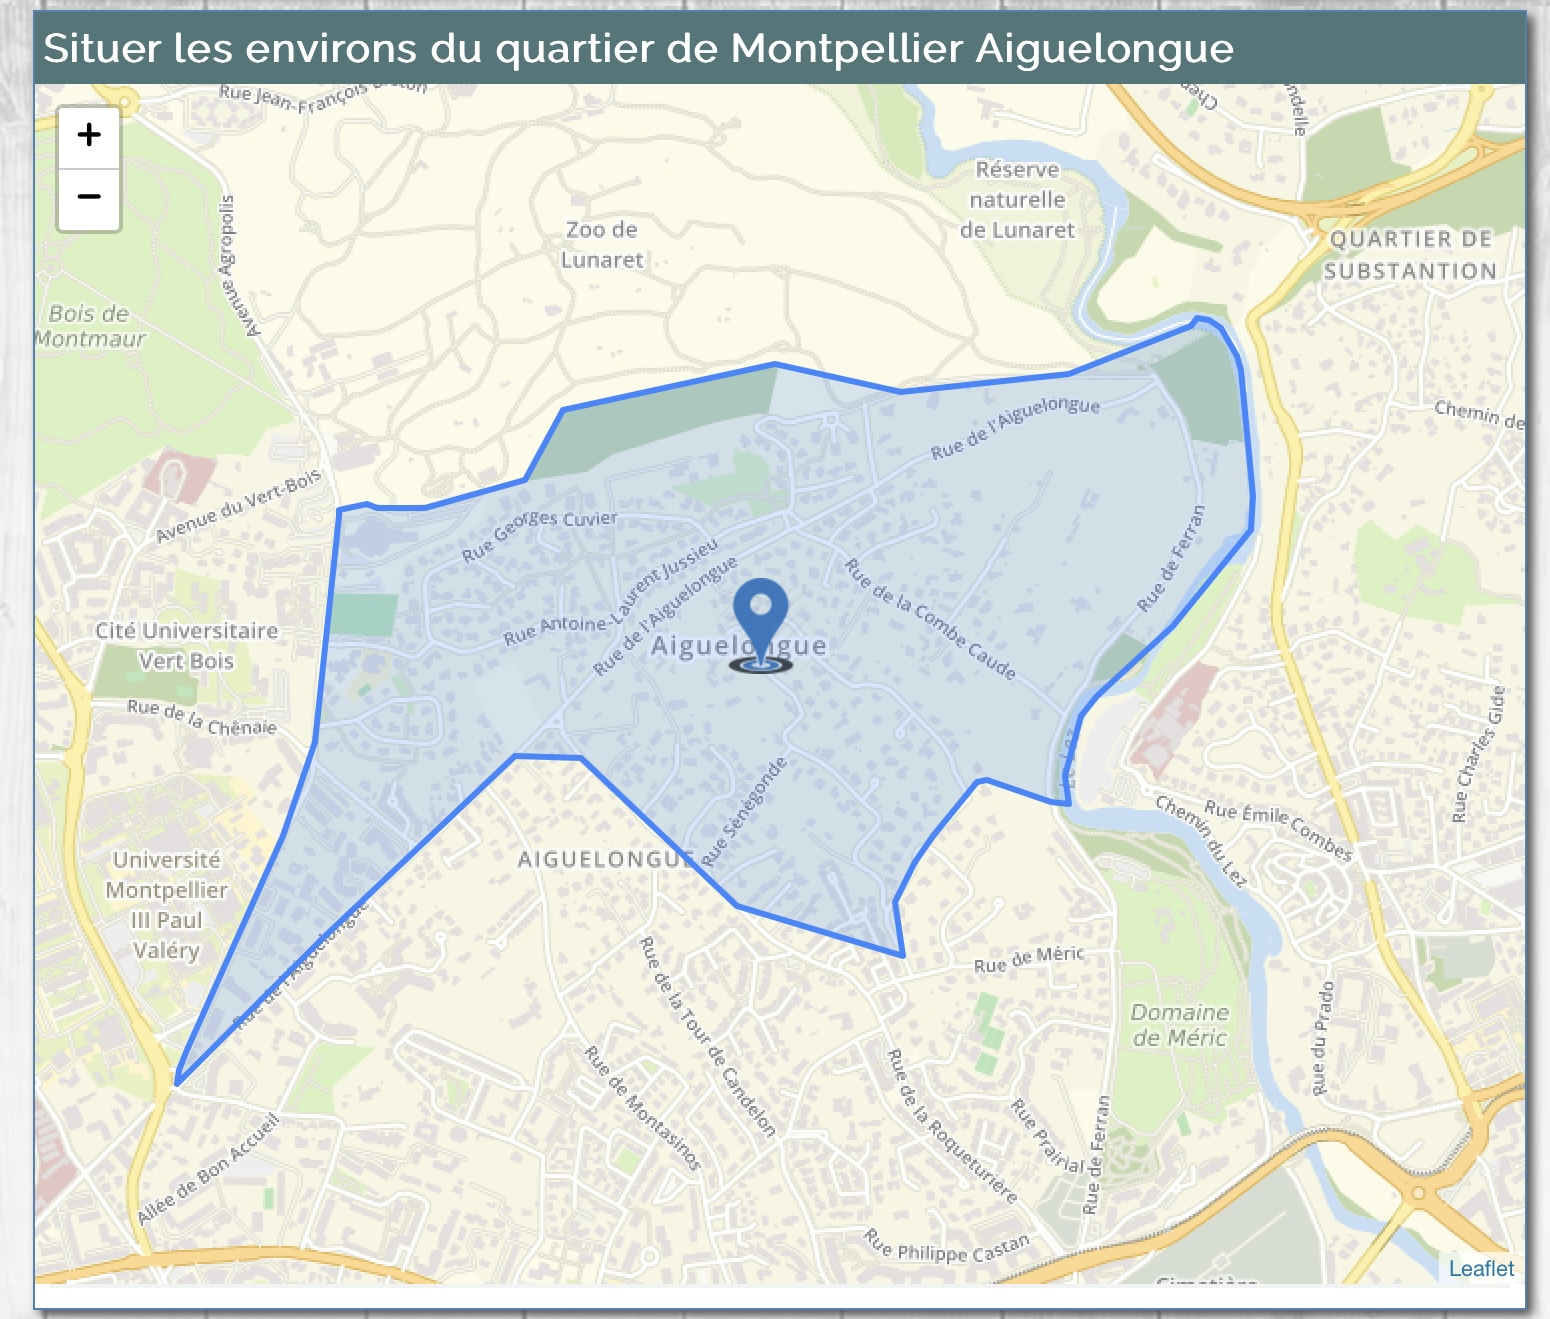 Situer les environs du quartier de Montpellier Aiguelongue
+
−
Avenue Agropolis
Zoo de
Lunaret
Réserve
naturelle
de Lunaret
QUARTIER DE
SUBSTANTION
Bois de
Montmaur
Chemin de
Rue de l'Aiguelongue
Avenue du Vert-Bois
Rue Georges Cuvier
Rue Antoine-Laurent Jussieu
Rue de l'Aiguelongue
Rue de la Combe Caude
Rue de Ferran
Cité Universitaire
Vert Bois
Aiguelongue
Rue de la Chênaie
Le Lez
Rue Charles Gide
Rue Sénégonde
Chemin du Lez
Rue Émile Combes
AIGUELONGUE
Université
Montpellier
III Paul
Valéry
Rue de l'Aiguelongue
Rue de Méric
Domaine
de Méric
Rue du Prado
Rue de la Tour de Candelon
Rue de Montasinos
Rue de la Roqueturière
Rue Prairial
Rue de Ferran
Allée de Bon Accueil
Rue Philippe Castan
Leaflet